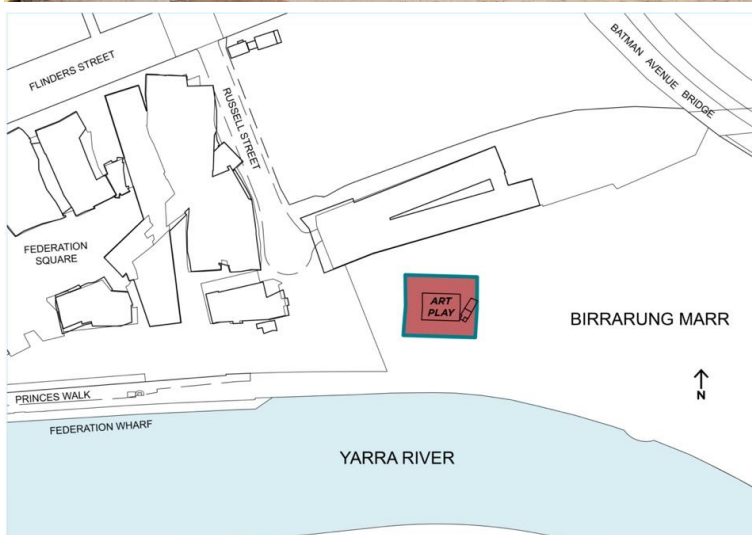 FLINDERS STREET
RUSSELL STREET
BATMAN AVENUE BRIDGE
FEDERATION
SQUARE
ART
PLAY
BIRRARUNG MARR
N
PRINCES WALK
FEDERATION WHARF
YARRA RIVER